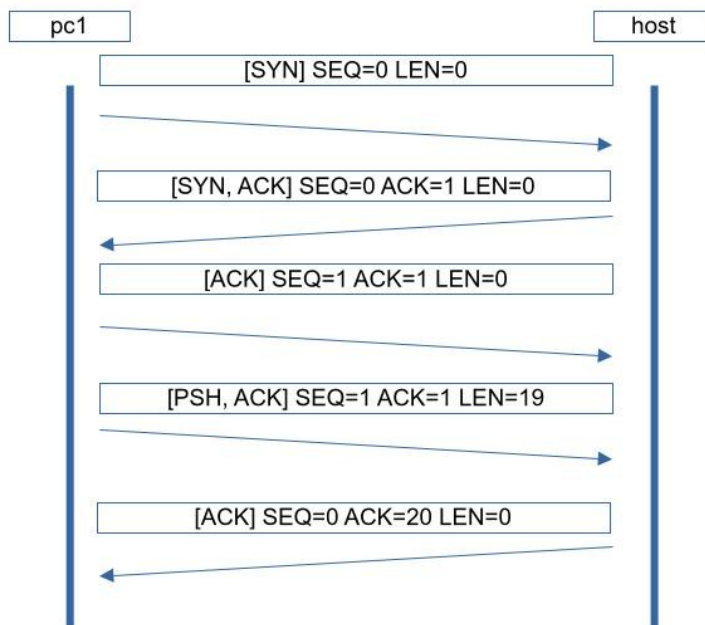 pc1
host
[SYN] SEQ=0 LEN=0
[SYN, ACK] SEQ=0 ACK=1 LEN=0
[ACK] SEQ=1 ACK=1 LEN=0
[PSH, ACK] SEQ=1 ACK=1 LEN=19
[ACK] SEQ=0 ACK=20 LEN=0